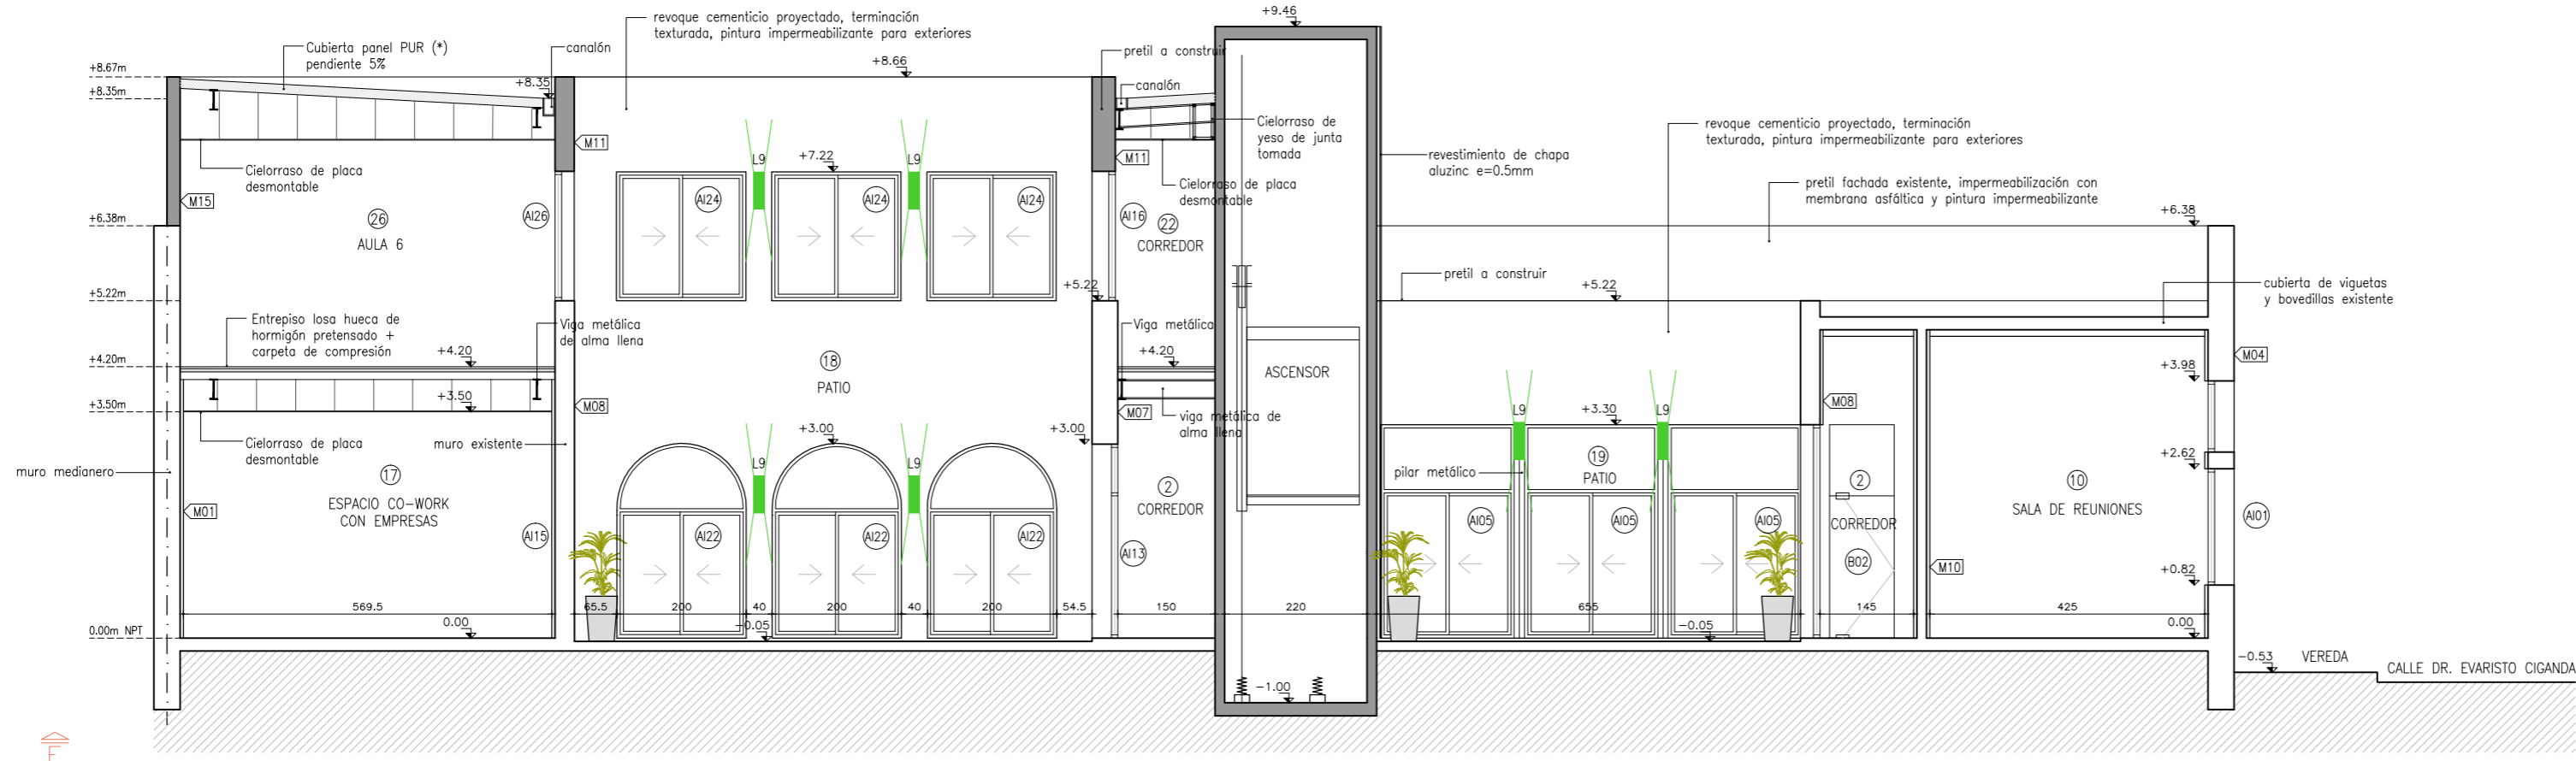 +9.46
revoque cementicio proyectado, terminación
texturada, pintura impermeabilizante para exteriores
Cubierta panel PUR (*)
pendiente 5%
canalón
pretil a construir
+8.67m
+8.66
+8.35
+8.35m
canalón
Cielorraso de
yeso de junta
tomada
revoque cementicio proyectado, terminación
texturada, pintura impermeabilizante para exteriores
M11
M11
L9
+7.22
L9
revestimiento de chapa
aluzinc e=0.5mm
Cielorraso de placa
desmontable
Cielorraso de placa
desmontable
pretil fachada existente, impermeabilización con
membrana asfáltica y pintura impermeabilizante
M15
AI24
AI24
AI24
+6.38m
26
AULA 6
AI26
AI16
22
CORREDOR
+6.38
pretil a construir
+5.22
+5.22
cubierta de viguetas
y bovedillas existente
+5.22m
Entrepiso losa hueca de
hormigón pretensado +
carpeta de compresión
Viga metálica
de alma llena
Viga metálica
+4.20
+4.20
+4.20m
18
PATIO
ASCENSOR
M04
+3.98
+3.50m
+3.50
M08
M07
viga metálica de
alma llena
L9
+3.30
L9
M08
Cielorraso de placa
desmontable
muro existente
+3.00
+3.00
muro medianero
L9
L9
pilar metálico
19
PATIO
+2.62
17
ESPACIO CO-WORK
CON EMPRESAS
2
CORREDOR
2
CORREDOR
10
SALA DE REUNIONES
M01
AI15
AI22
AI22
AI22
AI13
AI05
AI05
AI05
B02
M10
AI01
+0.82
569.5
65.5
200
40
200
40
200
54.5
150
220
655
145
425
0.00m NPT
0.00
-0.05
-0.05
0.00
-1.00
-0.53
VEREDA
CALLE DR. EVARISTO CIGANDA
F